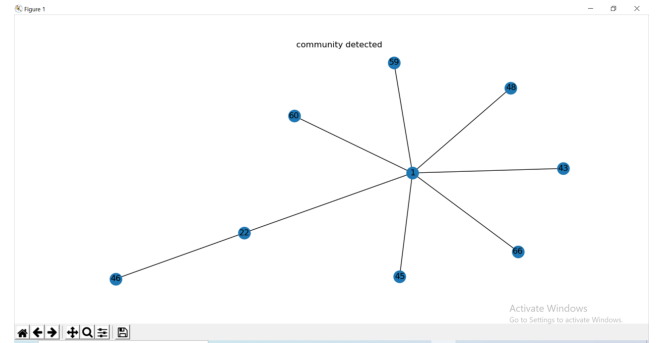 Figure 1
community detected
59
48
60
43
1
22
66
46
45
Activate Windows
Go to Settings to activate Windows.